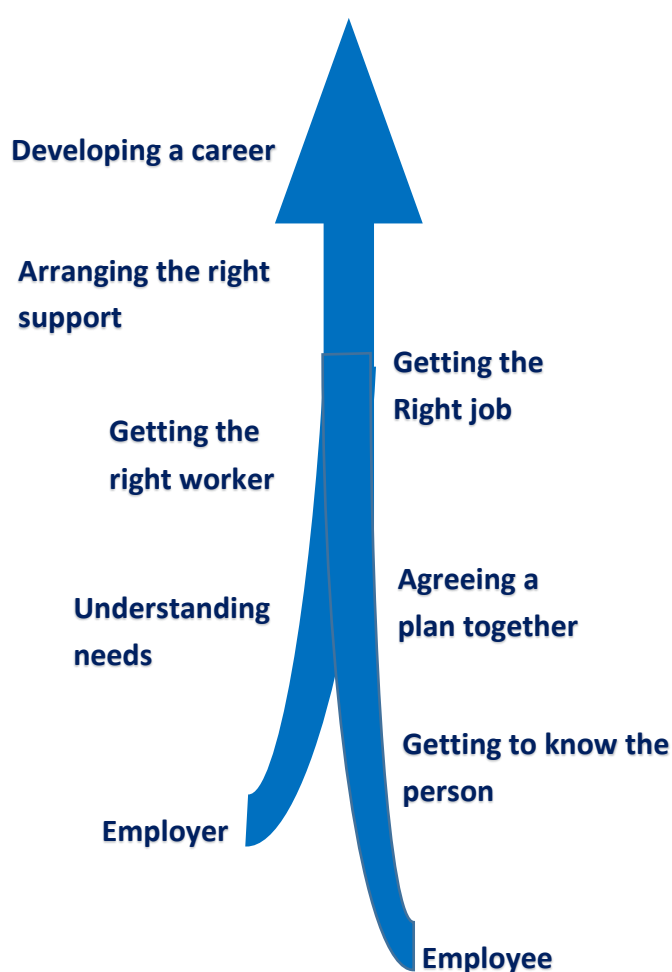 Developing a career
Arranging the right
support
Getting the
Right job
Getting the
right worker
Agreeing a
plan together
Understanding
needs
Getting to know the
person
Employer
Employee